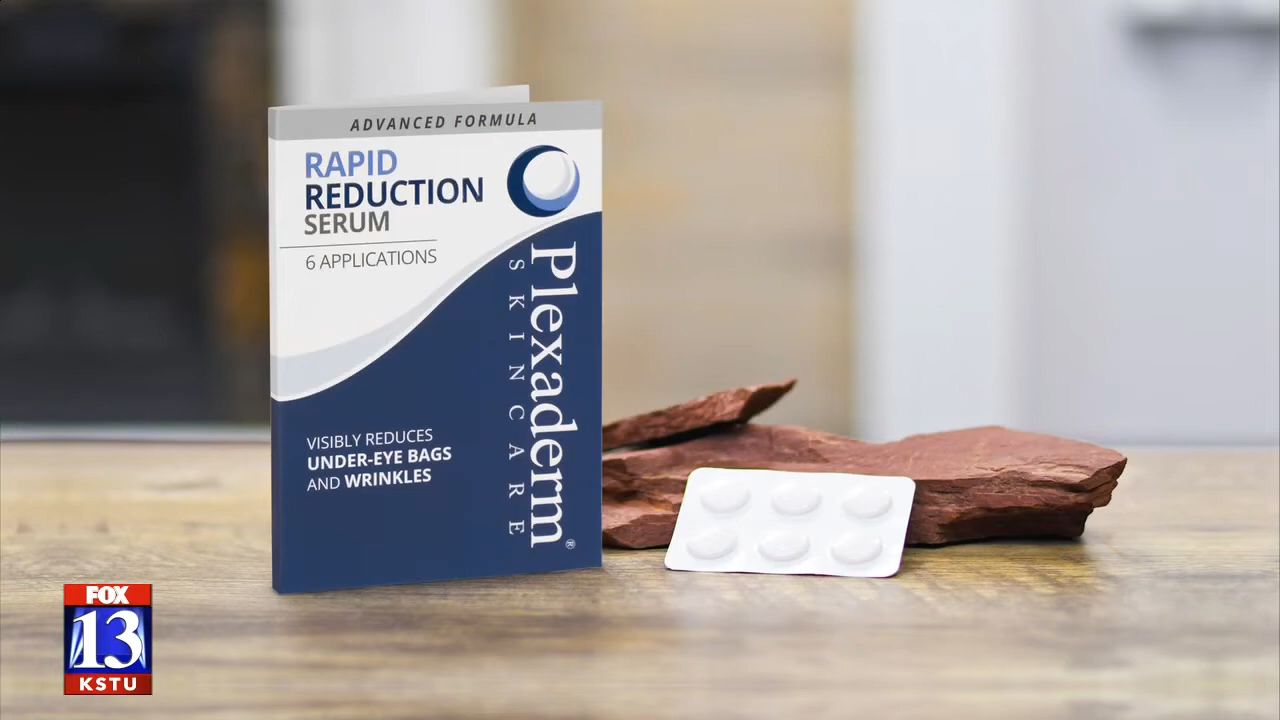 ADVANCED FORMULA
RAPID
REDUCTION
SERUM
6 APPLICATIONS
Plexaderm®
SKINCARE
VISIBLY REDUCES
UNDER-EYE BAGS
AND WRINKLES
FOX
13
KSTU